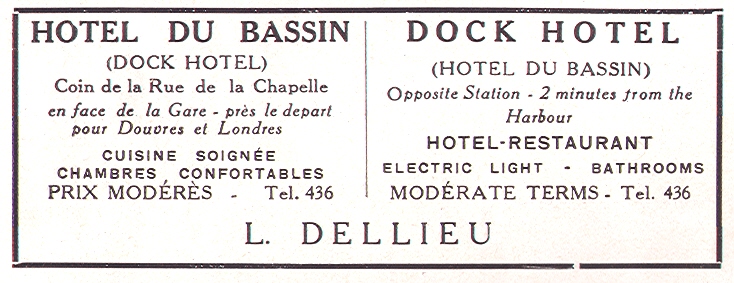 HOTEL DU BASSIN
(DOCK HOTEL)
Coin de la Rue de la Chapelle
en face de la Gare - près le depart
pour Douvres et Londres
CUISINE SOIGNÉE
CHAMBRES CONFORTABLES
PRIX MODÉRÈS - Tel. 436
DOCK HOTEL
(HOTEL DU BASSIN)
Opposite Station - 2 minutes from the
Harbour
HOTEL-RESTAURANT
ELECTRIC LIGHT - BATHROOMS
MODÉRATE TERMS - Tel. 436
L. DELLIEU